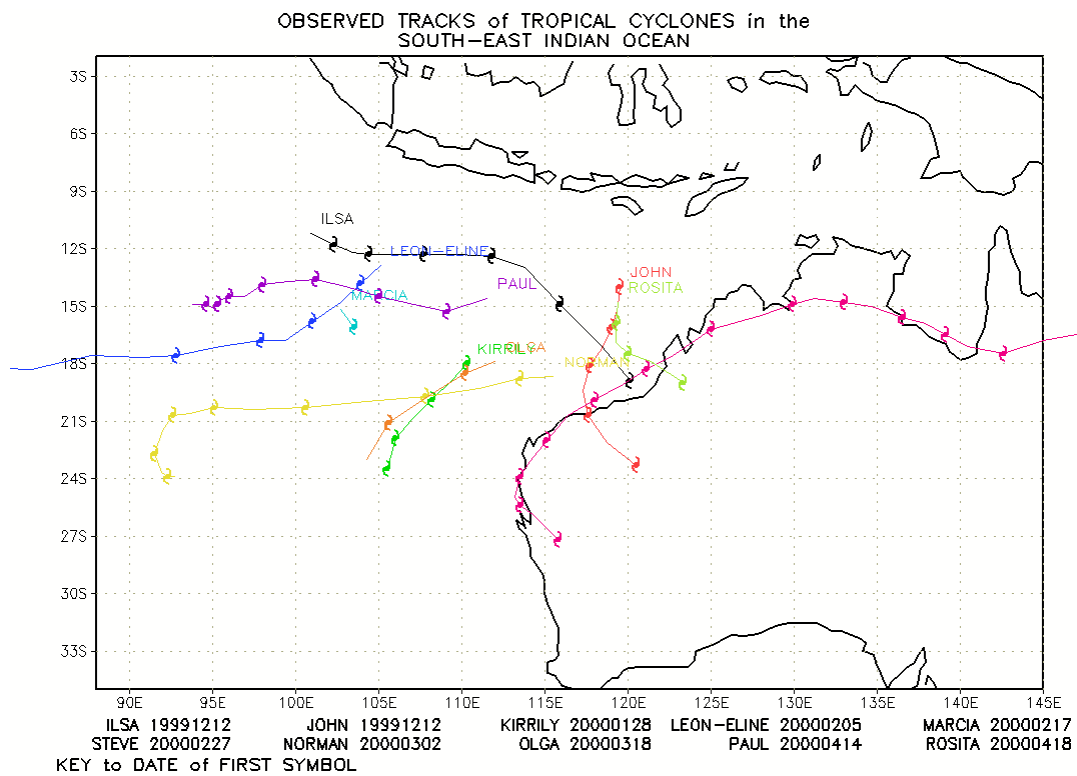 OBSERVED TRACKS of TROPICAL CYCLONES in the
SOUTH-EAST INDIAN OCEAN
3S
6S
9S
ILSA
12S
LEON-ELINE
JOHN
PAUL
ROSITA
MARCIA
15S
KIRRILY
18S
NORMAN
21S
24S
27S
30S
33S
90E 95E 100E 105E 110E 115E 120E 125E 130E 135E 140E 145E
ILSA 19991212 JOHN 19991212 KIRRILY 20000128 LEON-ELINE 20000205 MARCIA 20000217
STEVE 20000227 NORMAN 20000302 OLGA 20000318 PAUL 20000414 ROSITA 20000418
KEY to DATE of FIRST SYMBOL